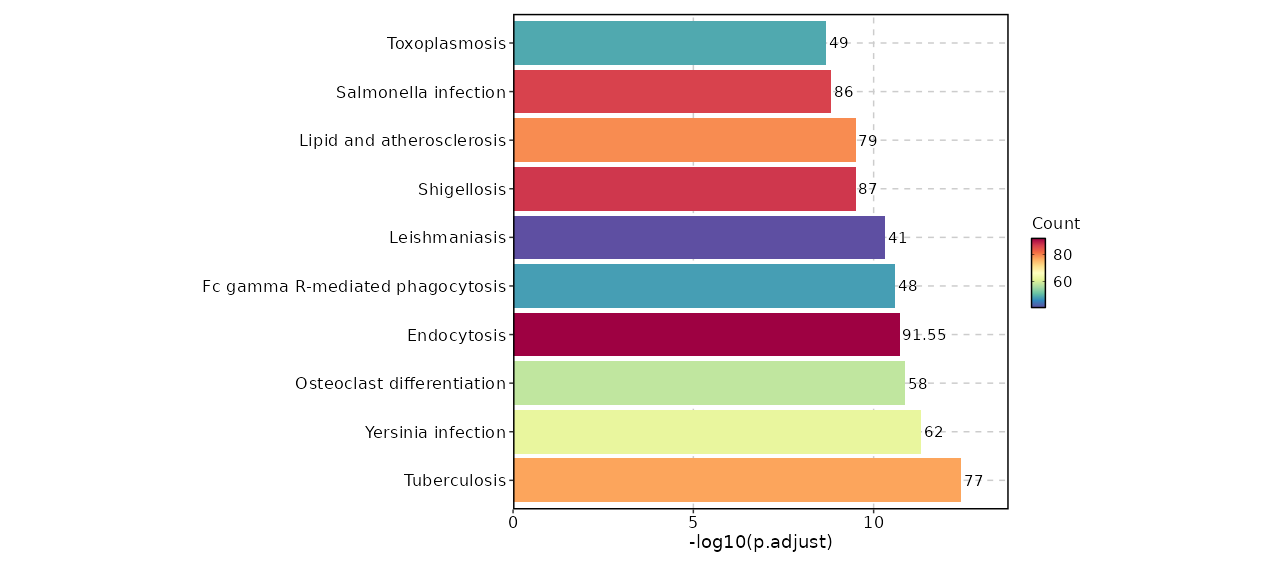 Toxoplasmosis 49
Salmonella infection 86
Lipid and atherosclerosis 79
Shigellosis 87
Leishmaniasis 41
Fc gamma R-mediated phagocytosis 48
Endocytosis 91.55
Osteoclast differentiation 58
Yersinia infection 62
Tuberculosis 77
0 5 10
-log10(p.adjust)
Count
80
60